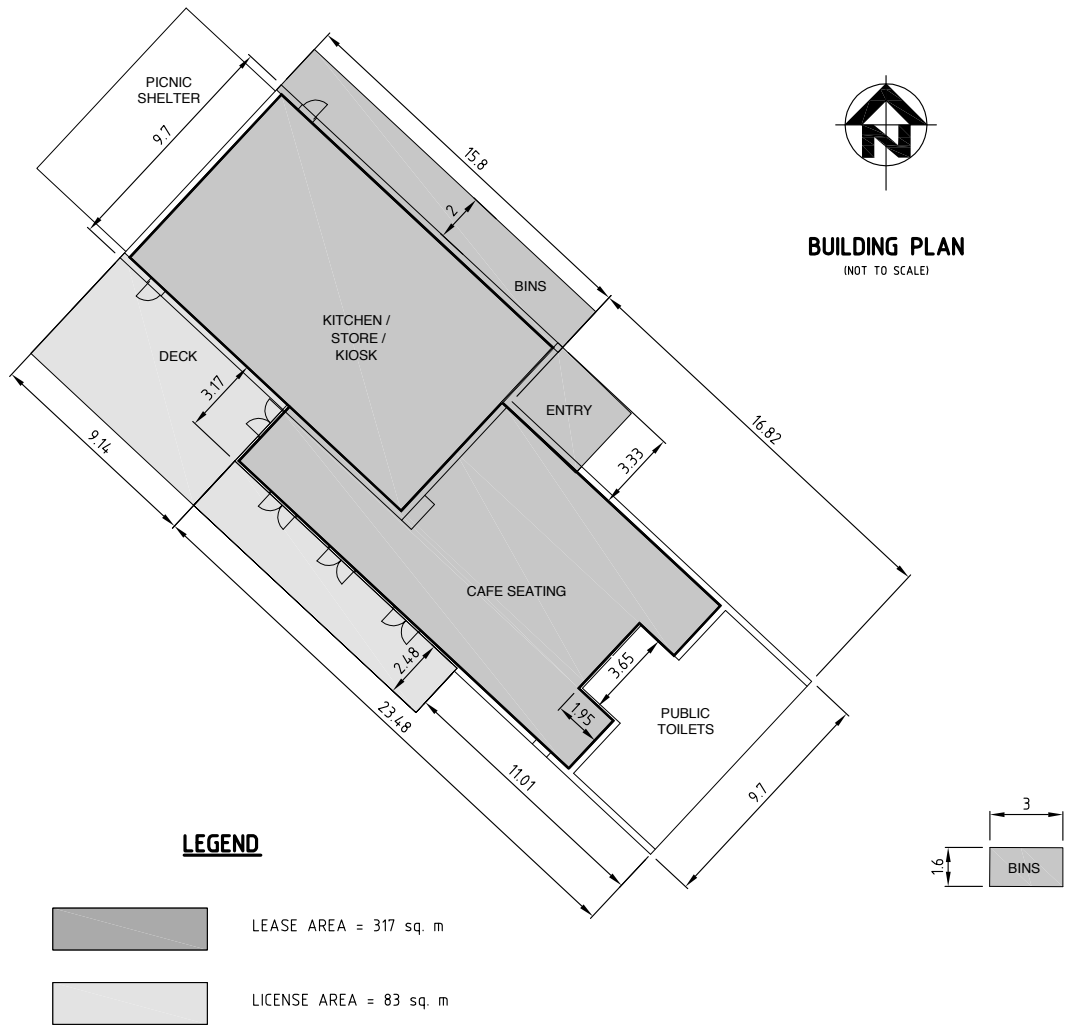 PICNIC
SHELTER
9.7
15.8
2
BINS
N
BUILDING PLAN
(NOT TO SCALE)
KITCHEN /
STORE /
KIOSK
DECK
3.17
9.14
ENTRY
3.33
16.82
CAFE SEATING
2.48
3.65
1.95
23.48
PUBLIC
TOILETS
11.01
9.7
3
1.6
BINS
LEGEND
LEASE AREA = 317 sq. m
LICENSE AREA = 83 sq. m